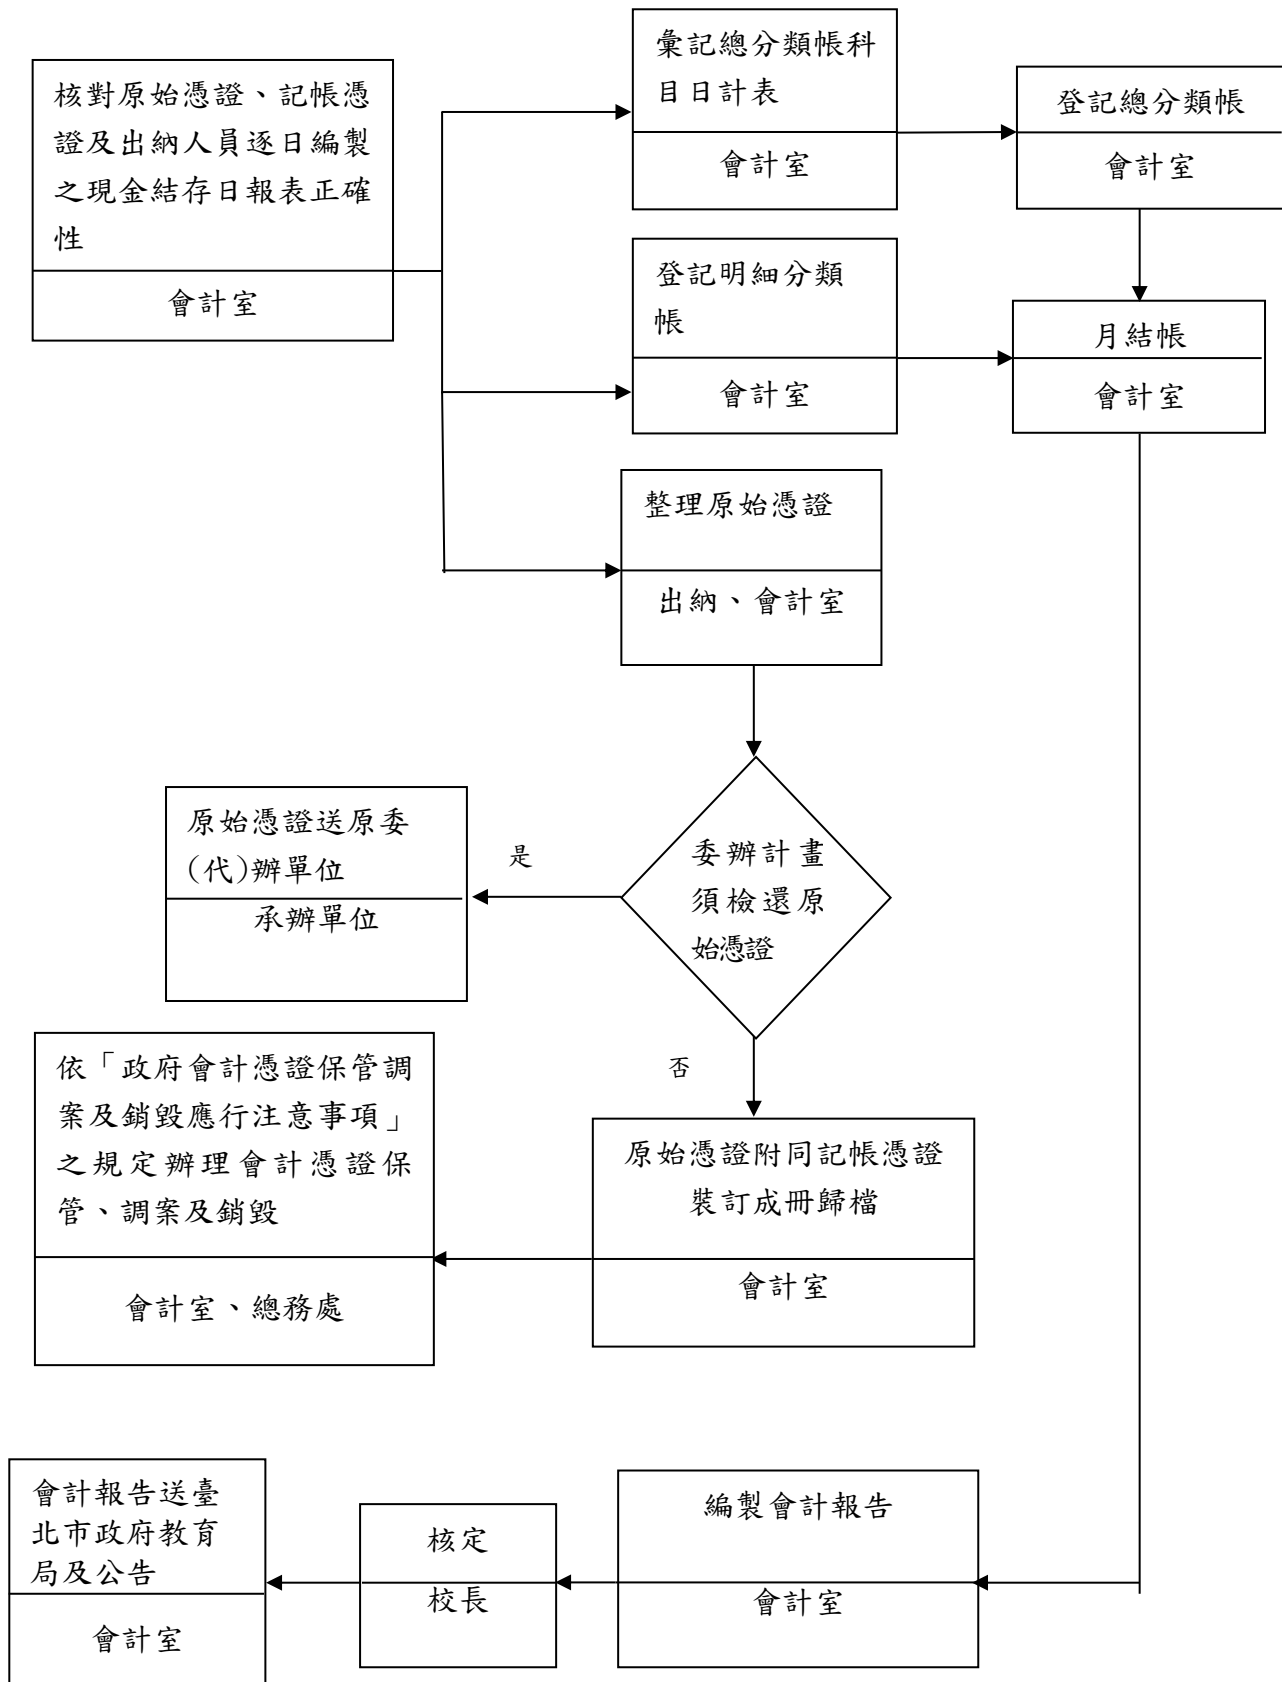 核對原始憑證、記帳憑
證及出納人員逐日編製
之現金結存日報表正確
性
會計室
彙記總分類帳科
目日計表
會計室
登記總分類帳
會計室
登記明細分類
帳
會計室
月結帳
會計室
整理原始憑證
出納、會計室
委辦計畫
須檢還原
始憑證
是
原始憑證送原委
(代)辦單位
承辦單位
否
原始憑證附同記帳憑證
裝訂成冊歸檔
會計室
依「政府會計憑證保管調
案及銷毀應行注意事項」
之規定辦理會計憑證保
管、調案及銷毀
會計室、總務處
編製會計報告
會計室
核定
校長
會計報告送臺
北市政府教育
局及公告
會計室